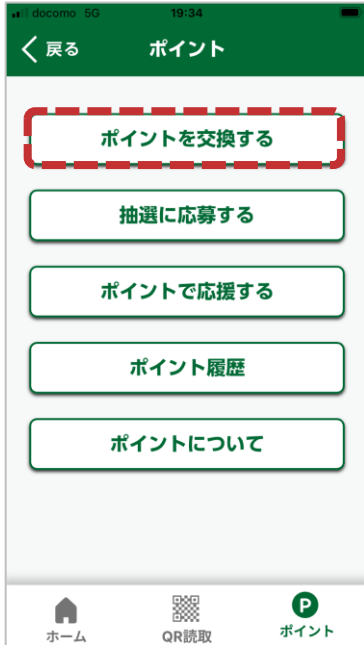 docomo 5G 19:34
戻る ポイント
ポイントを交換する
抽選に応募する
ポイントで応援する
ポイント履歴
ポイントについて
P
ホーム QR読取 ポイント